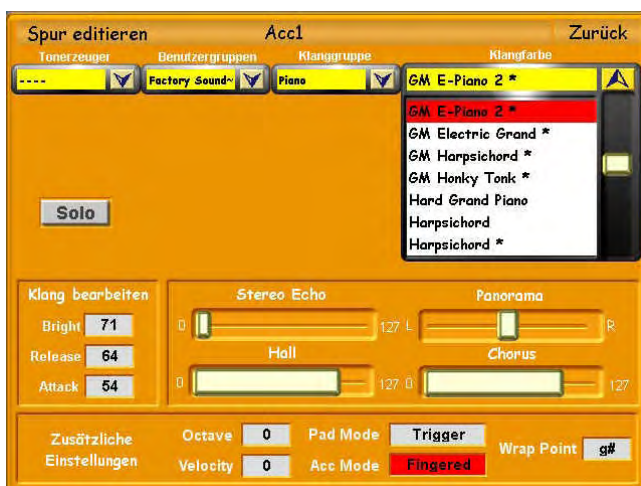 Spur editieren Acc1 Zurück
Tonerzeuger Benutzergruppen Klanggruppe Klangfarbe
---- Factory Sound~ Piano GM E-Piano 2 *
GM E-Piano 2 *
GM Electric Grand *
GM Harpsichord *
GM Honky Tonk *
Hard Grand Piano
Harpsichord
Harpsichord *
Solo
Klang bearbeiten
Bright 71
Release 64
Attack 54
Stereo Echo Panorama
0 127 L R
Hall Chorus
0 127 0 127
Zusätzliche
Einstellungen
Octave 0 Pad Mode Trigger
Velocity 0 Acc Mode Fingered
Wrap Point g#